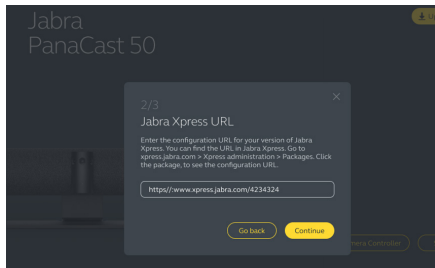 Jabra
PanaCast 50
2/3
Jabra Xpress URL
Enter the configuration URL for your version of Jabra
Xpress. You can find the URL in Jabra Xpress. Go to
xpress.jabra.com > Xpress administration > Packages. Click
the package, to see the configuration URL.
https//:www.xpress.jabra.com/4234324
Go back
Continue
Controller